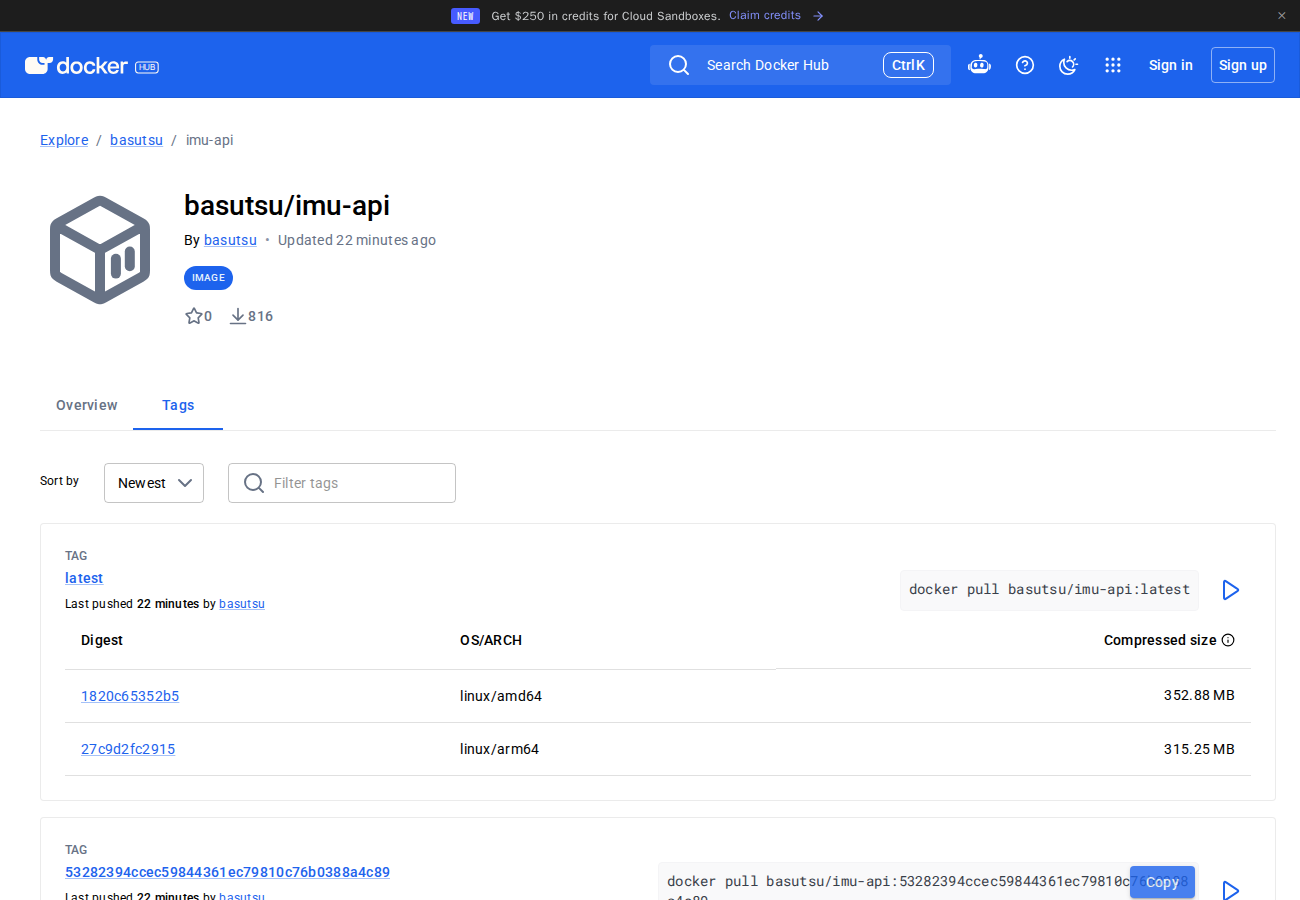 NEW Get $250 in credits for Cloud Sandboxes. Claim credits
docker HUB Search Docker Hub CtrlK Sign in Sign up
Explore / basutsu / imu-api
basutsu/imu-api
By basutsu • Updated 22 minutes ago
IMAGE
0 816
Overview Tags
Sort by Newest Filter tags
TAG
latest
docker pull basutsu/imu-api:latest
Last pushed 22 minutes by basutsu
Digest OS/ARCH Compressed size
1820c65352b5 linux/amd64 352.88 MB
27c9d2fc2915 linux/arm64 315.25 MB
TAG
53282394ccec59844361ec79810c76b0388a4c89
docker pull basutsu/imu-api:53282394ccec59844361ec79810c76b0388 Copy
a4c89
Last pushed 22 minutes by basutsu